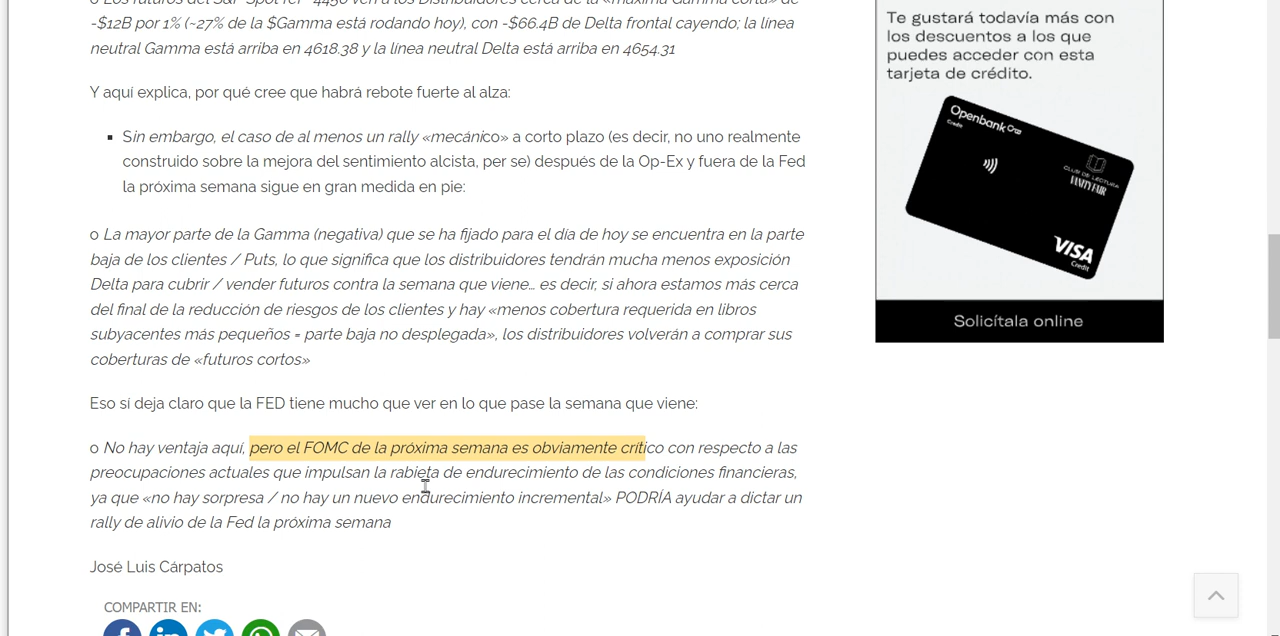 o Los futuros del S&P Spot ref ~4450 ven a los Distribuidores cerca de la «máxima Gamma corta» de
-$12B por 1% (~27% de la $Gamma está rodando hoy), con -$66.4B de Delta frontal cayendo; la línea
neutral Gamma está arriba en 4618.38 y la línea neutral Delta está arriba en 4654.31
Y aquí explica, por qué cree que habrá rebote fuerte al alza:
Sin embargo, el caso de al menos un rally «mecánico» a corto plazo (es decir, no uno realmente
construido sobre la mejora del sentimiento alcista, per se) después de la Op-Ex y fuera de la Fed
la próxima semana sigue en gran medida en pie:
o La mayor parte de la Gamma (negativa) que se ha fijado para el día de hoy se encuentra en la parte
baja de los clientes / Puts, lo que significa que los distribuidores tendrán mucha menos exposición
Delta para cubrir / vender futuros contra la semana que viene… es decir, si ahora estamos más cerca
del final de la reducción de riesgos de los clientes y hay «menos cobertura requerida en libros
subyacentes más pequeños = parte baja no desplegada», los distribuidores volverán a comprar sus
coberturas de «futuros cortos»
Eso sí deja claro que la FED tiene mucho que ver en lo que pase la semana que viene:
o No hay ventaja aquí, pero el FOMC de la próxima semana es obviamente crítico con respecto a las
preocupaciones actuales que impulsan la rabieta de endurecimiento de las condiciones financieras,
ya que «no hay sorpresa / no hay un nuevo endurecimiento incremental» PODRÍA ayudar a dictar un
rally de alivio de la Fed la próxima semana
José Luis Cárpatos
COMPARTIR EN:
Te gustará todavía más con
los descuentos a los que
puedes acceder con esta
tarjeta de crédito.
Openbank
Credit
CLUB DE LECTURA
VANITY FAIR
VISA
Credit
Solicítala online